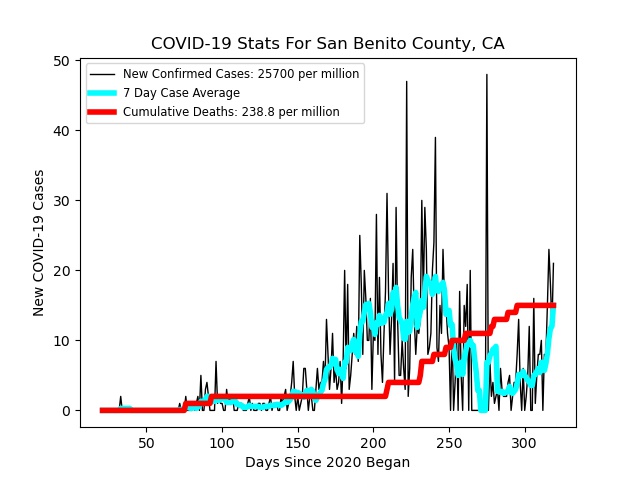 COVID-19 Stats For San Benito County, CA
New Confirmed Cases: 25700 per million
7 Day Case Average
Cumulative Deaths: 238.8 per million
New COVID-19 Cases
50
40
30
20
10
0
50 100 150 200 250 300
Days Since 2020 Began